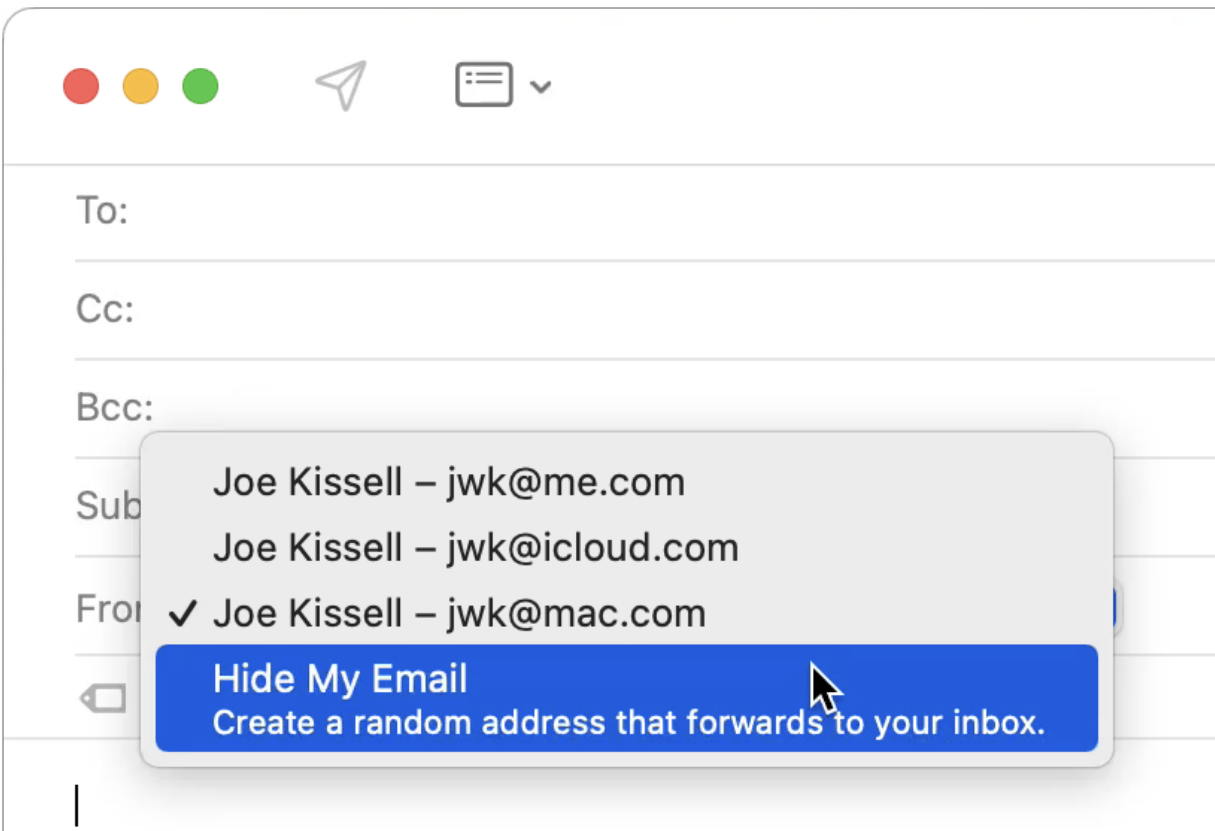 To:
Cc:
Bcc:
Joe Kissell – jwk@me.com
Sub
Joe Kissell – jwk@icloud.com
From
✓ Joe Kissell – jwk@mac.com
Hide My Email
Create a random address that forwards to your inbox.